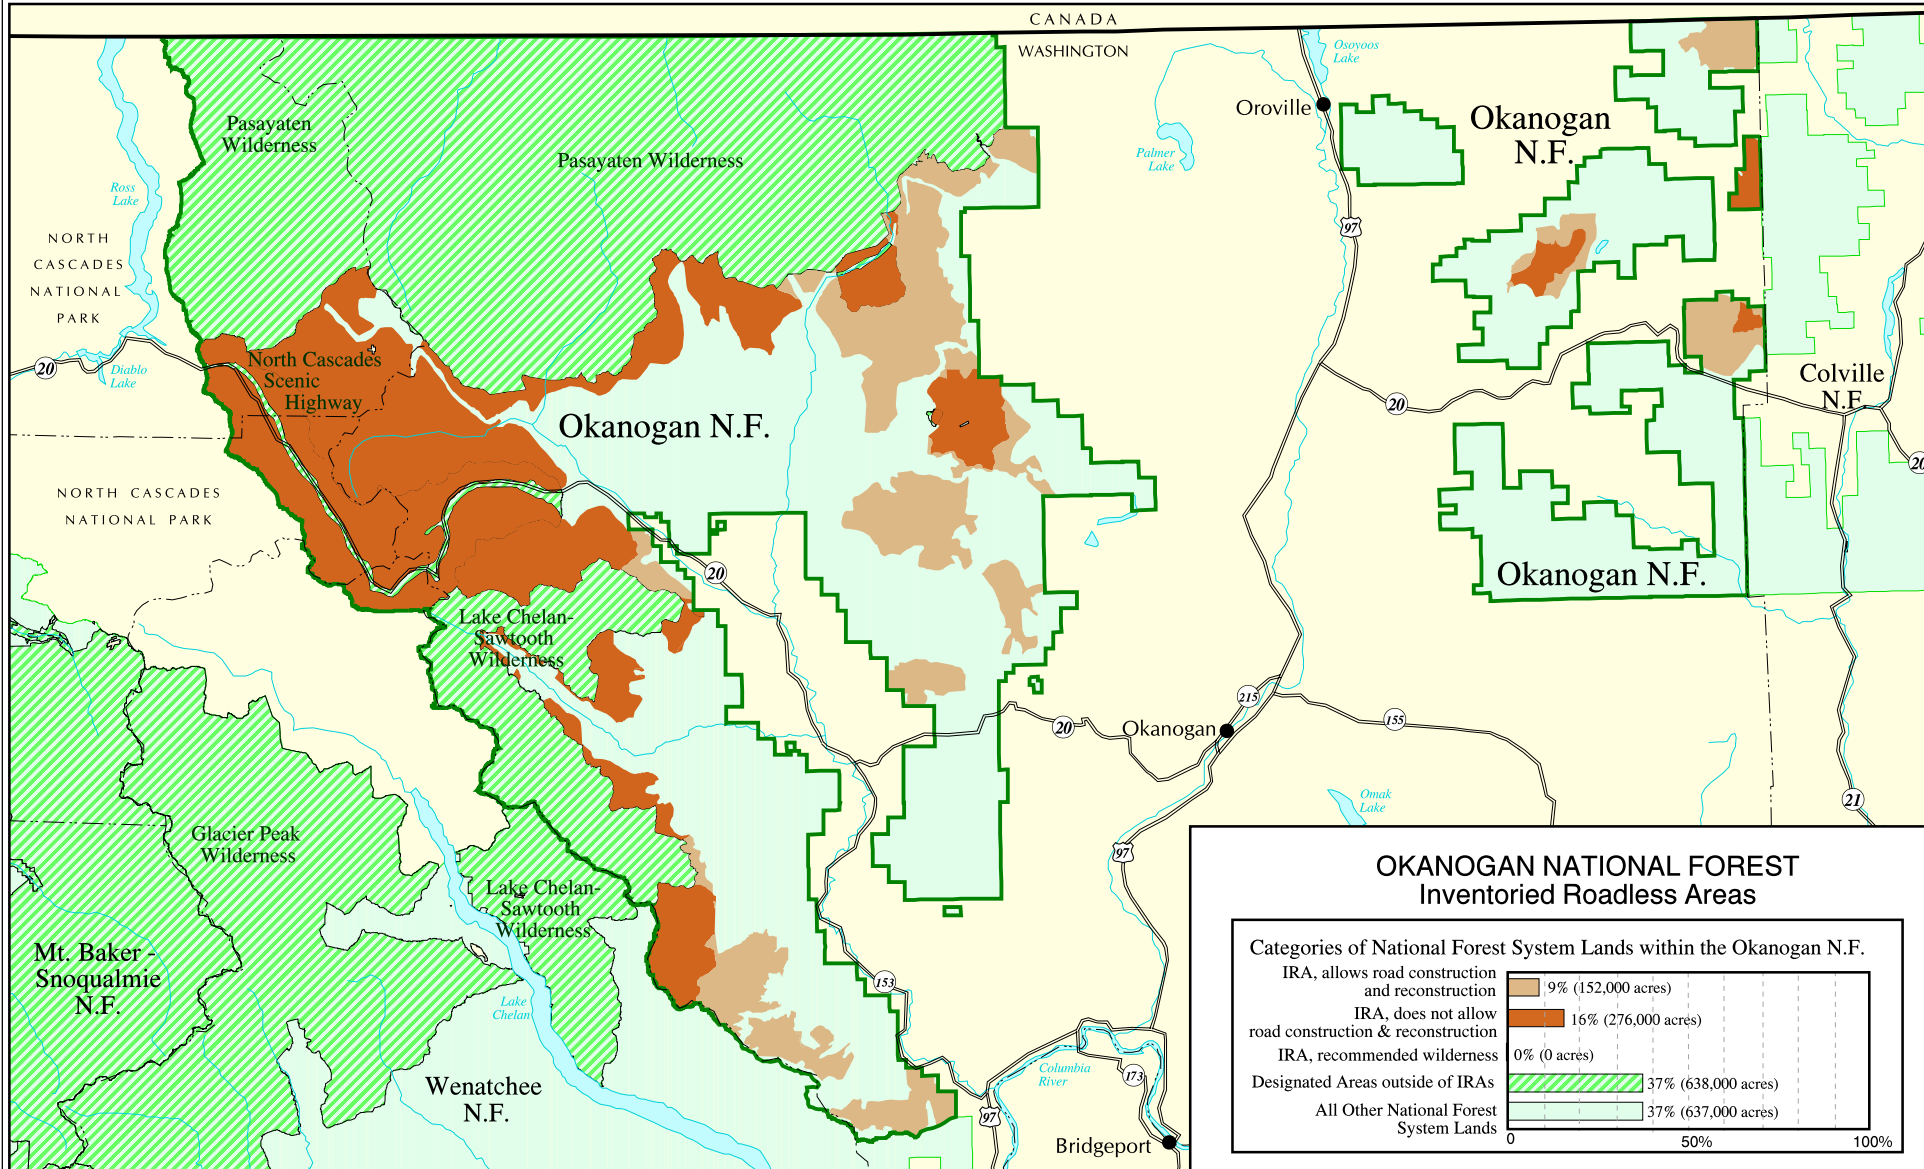 CANADA
WASHINGTON
Osoyoos
Lake
Oroville
Okanogan
N.F.
Pasayaten
Wilderness
Pasayaten Wilderness
Palmer
Lake
Ross
Lake
NORTH
CASCADES
NATIONAL
PARK
97
20
Diablo
Lake
North Cascades
Scenic
Highway
Okanogan N.F.
20
Colville
N.F.
20
NORTH CASCADES
NATIONAL PARK
20
Okanogan N.F.
Lake Chelan-
Sawtooth
Wilderness
215
Okanogan
20
155
Omak
Lake
21
Glacier Peak
Wilderness
97
Lake Chelan-
Sawtooth
Wilderness
Mt. Baker -
Snoqualmie
N.F.
153
Lake
Chelan
Columbia
River
173
Wenatchee
N.F.
97
Bridgeport
OKANOGAN NATIONAL FOREST
Inventoried Roadless Areas
Categories of National Forest System Lands within the Okanogan N.F.
IRA, allows road construction
and reconstruction
9% (152,000 acres)
IRA, does not allow
road construction & reconstruction
16% (276,000 acres)
IRA, recommended wilderness
0% (0 acres)
Designated Areas outside of IRAs
37% (638,000 acres)
All Other National Forest
System Lands
37% (637,000 acres)
0 50% 100%